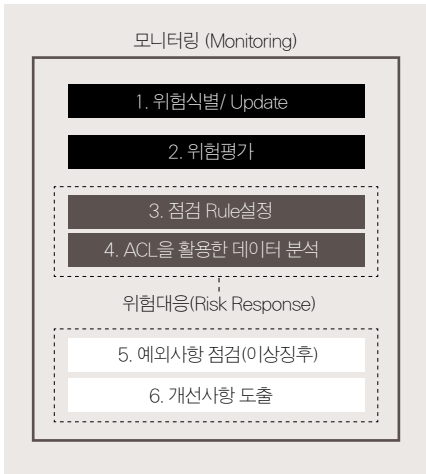 모니터링 (Monitoring)
1. 위험식별/ Update
2. 위험평가
3. 점검 Rule설정
4. ACL을 활용한 데이터 분석
위험대응(Risk Response)
5. 예외사항 점검(이상징후)
6. 개선사항 도출